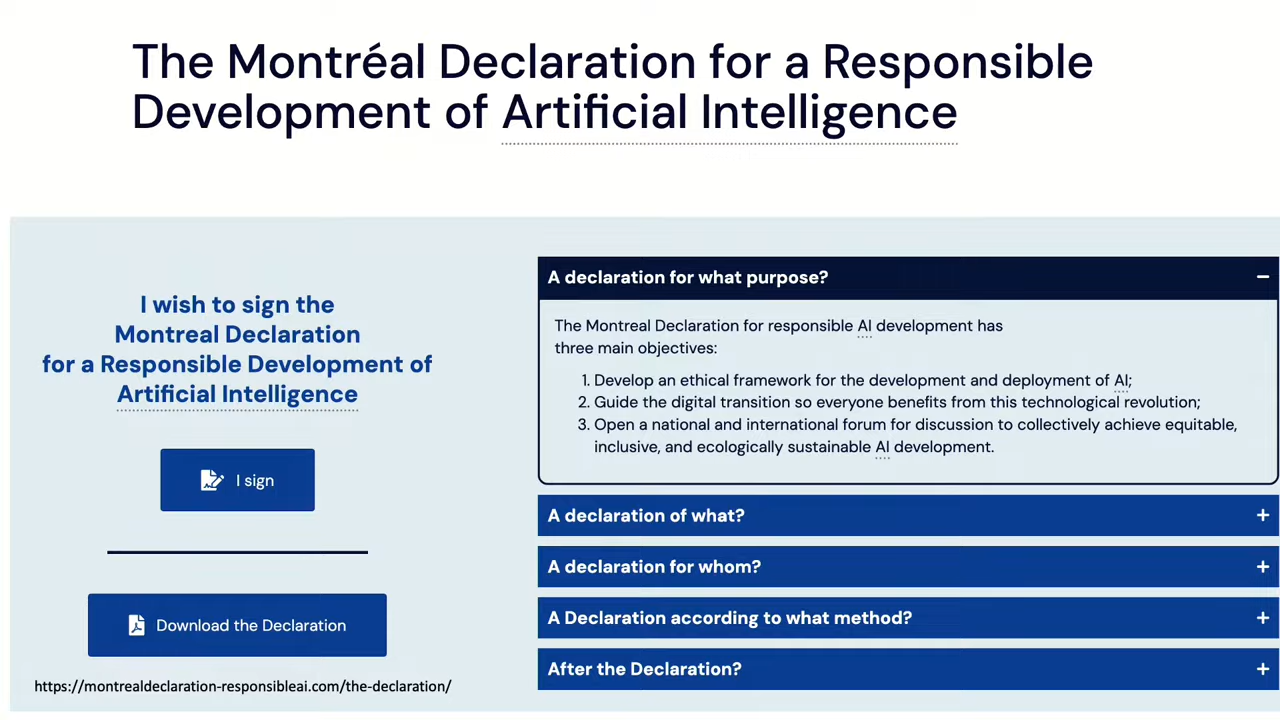 The Montréal Declaration for a Responsible
Development of Artificial Intelligence
I wish to sign the
Montreal Declaration
for a Responsible Development of
Artificial Intelligence
I sign
Download the Declaration
https://montrealdeclaration-responsibleai.com/the-declaration/
A declaration for what purpose?
The Montreal Declaration for responsible AI development has
three main objectives:
1. Develop an ethical framework for the development and deployment of AI;
2. Guide the digital transition so everyone benefits from this technological revolution;
3. Open a national and international forum for discussion to collectively achieve equitable,
inclusive, and ecologically sustainable AI development.
A declaration of what?
A declaration for whom?
A Declaration according to what method?
After the Declaration?